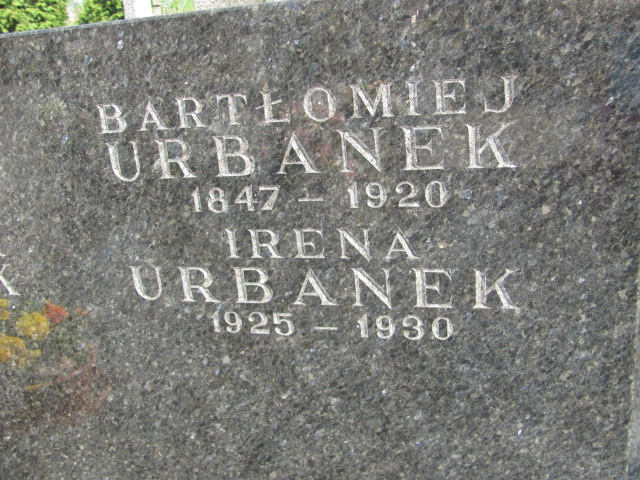 BARTŁOMIEJ
URBANEK
1847 – 1920
IRENA
URBANEK
1925 – 1930